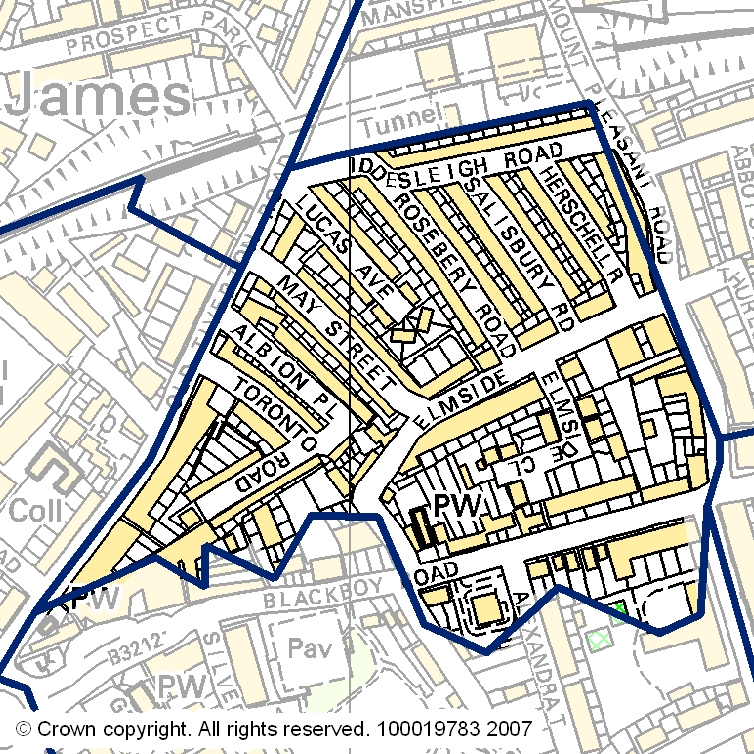 MANSFI
MOUNT PLEASANT ROAD
PROSPECT PARK
James
Tunnel
IDDESLEIGH ROAD
LUCAS AVE
ROSEBERY ROAD
SALISBURY RD
HERSCHELL R
MAY STREET
ALBION PL
TORONTO ROAD
ELMSIDE
ELMSIDE CL
PW
Coll
OAD
PW
BLACKBOY
ALEXANDRA T
B3212
SILVE
Pav
PW
© Crown copyright. All rights reserved. 100019783 2007